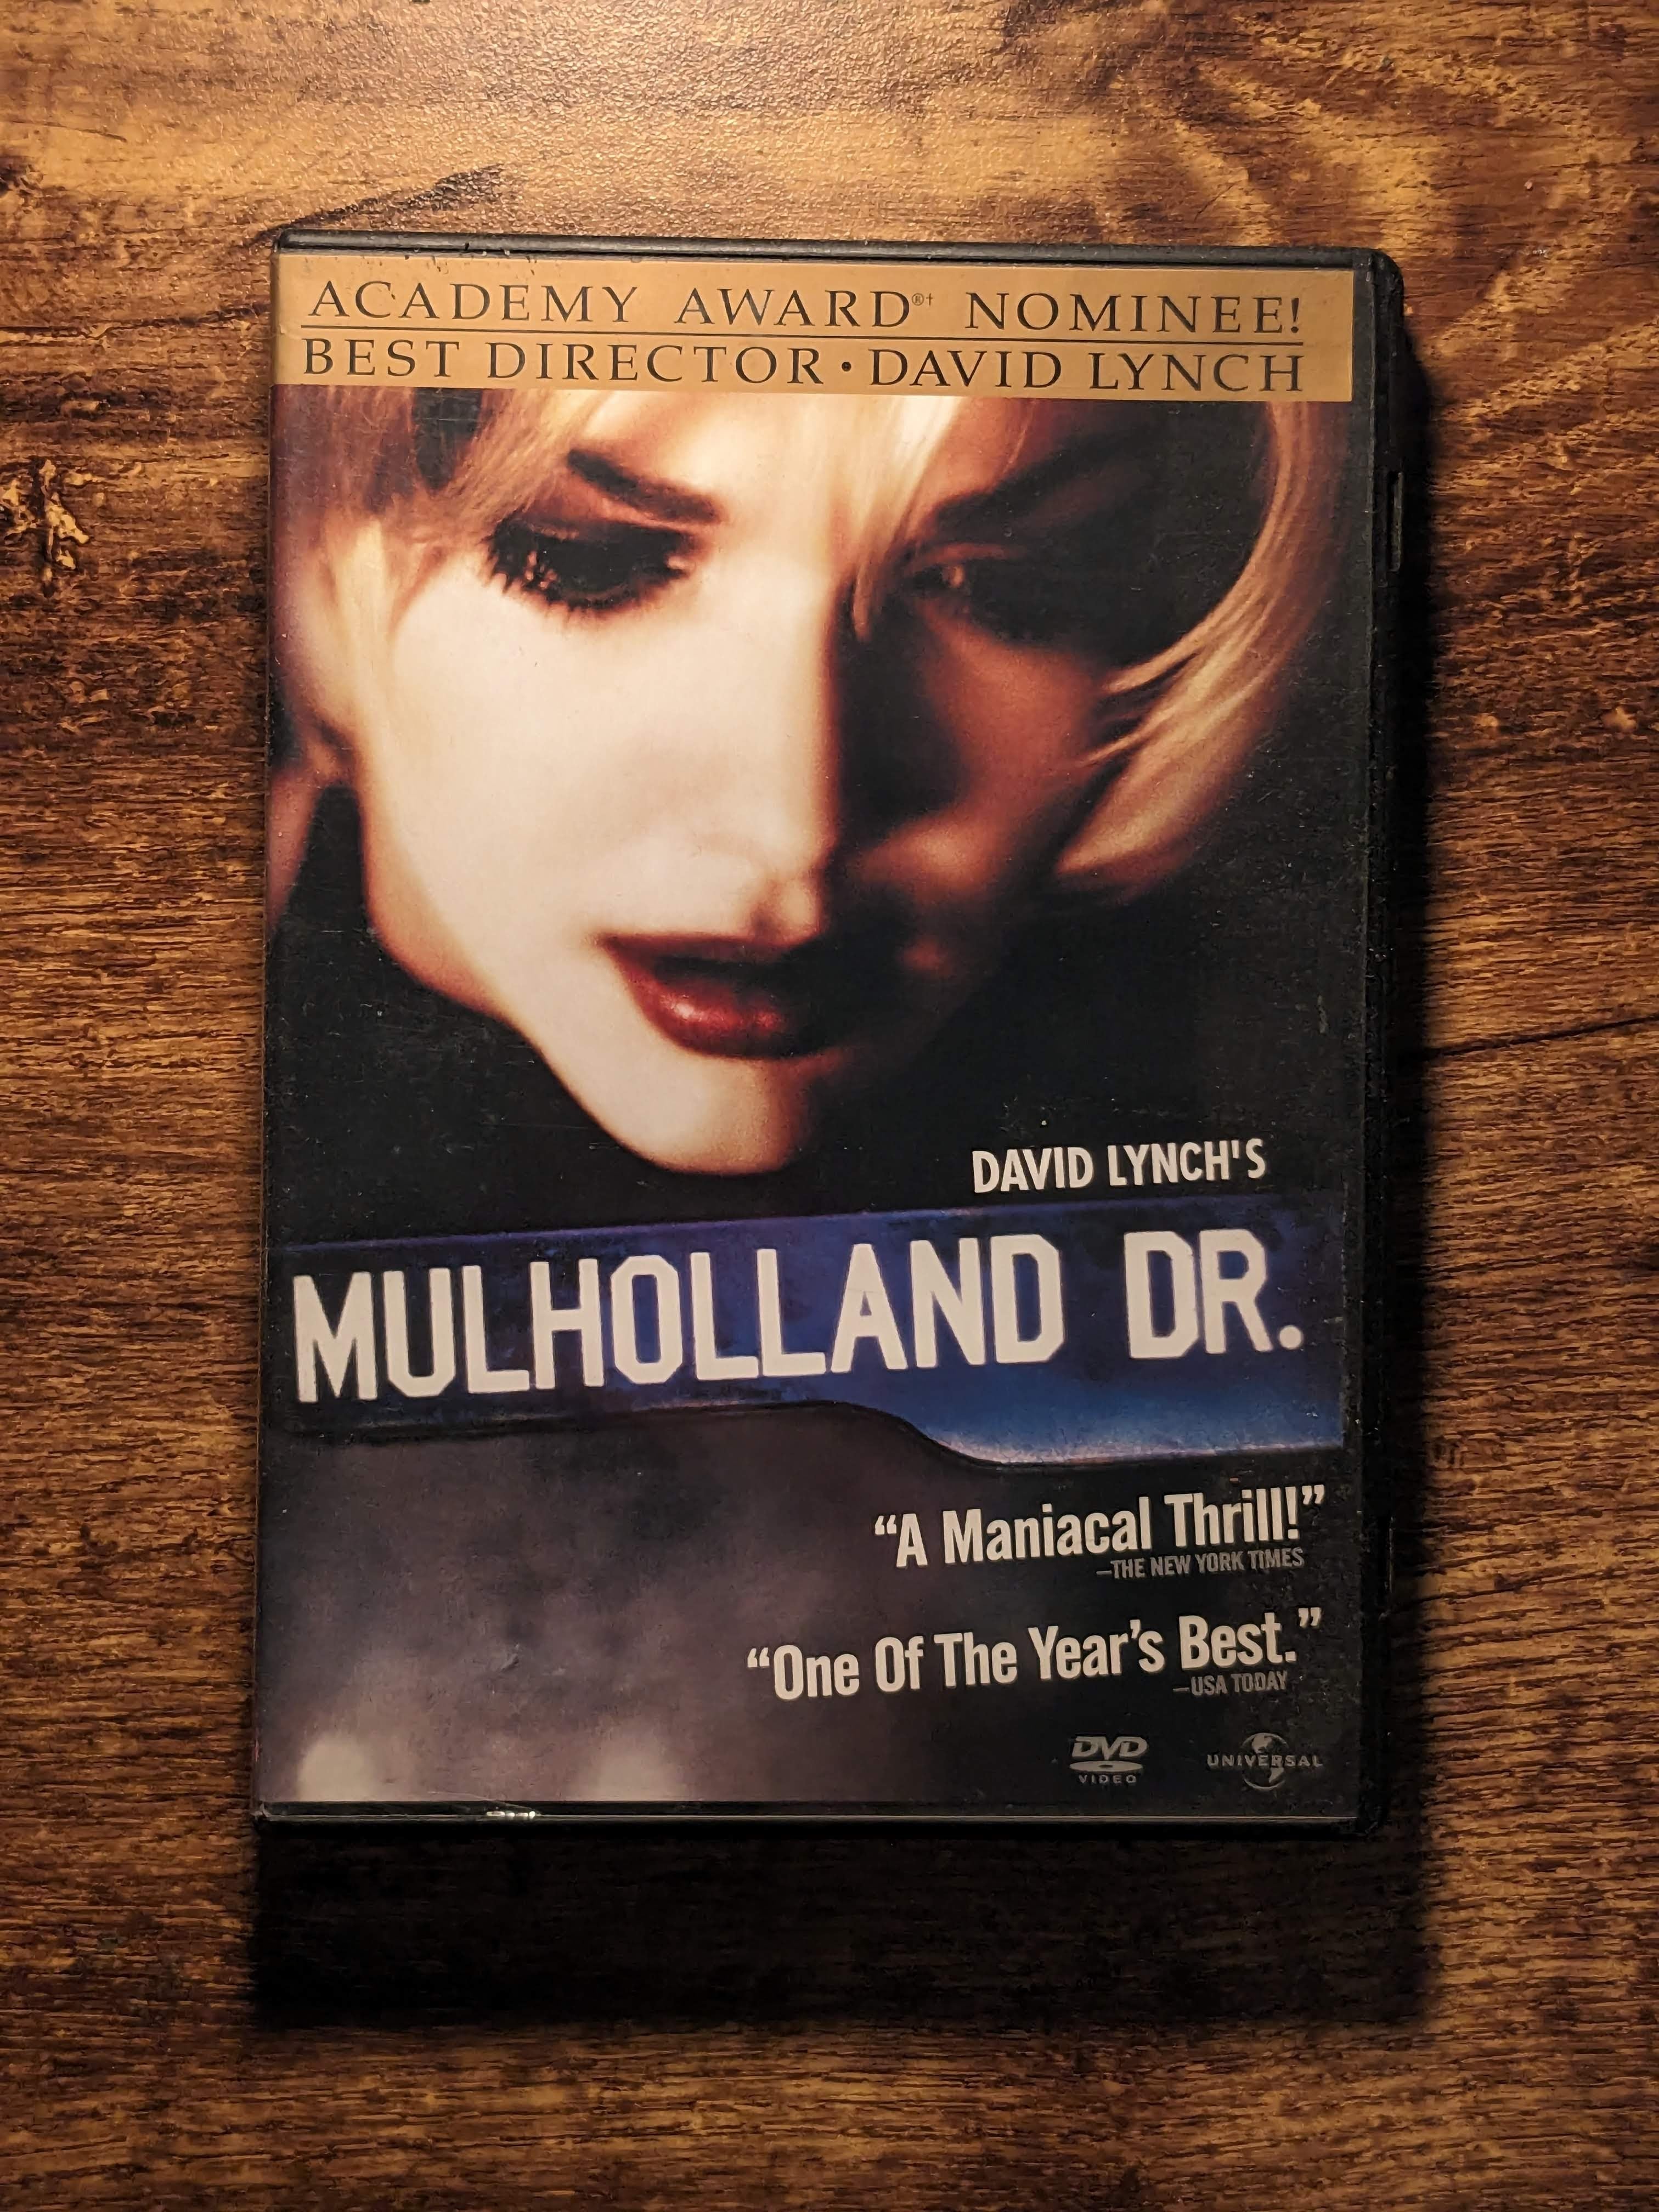 ACADEMY AWARD®† NOMINEE!
BEST DIRECTOR • DAVID LYNCH
DAVID LYNCH'S
MULHOLLAND DR.
“A Maniacal Thrill!”
–THE NEW YORK TIMES
“One Of The Year’s Best.”
–USA TODAY
DVD
VIDEO
UNIVERSAL